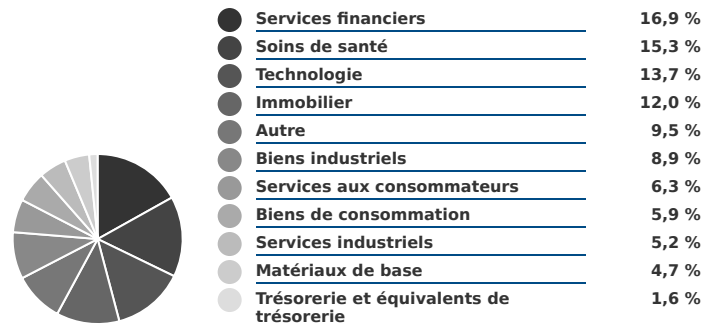 Services financiers 16,9 %
Soins de santé 15,3 %
Technologie 13,7 %
Immobilier 12,0 %
Autre 9,5 %
Biens industriels 8,9 %
Services aux consommateurs 6,3 %
Biens de consommation 5,9 %
Services industriels 5,2 %
Matériaux de base 4,7 %
Trésorerie et équivalents de 1,6 %
trésorerie